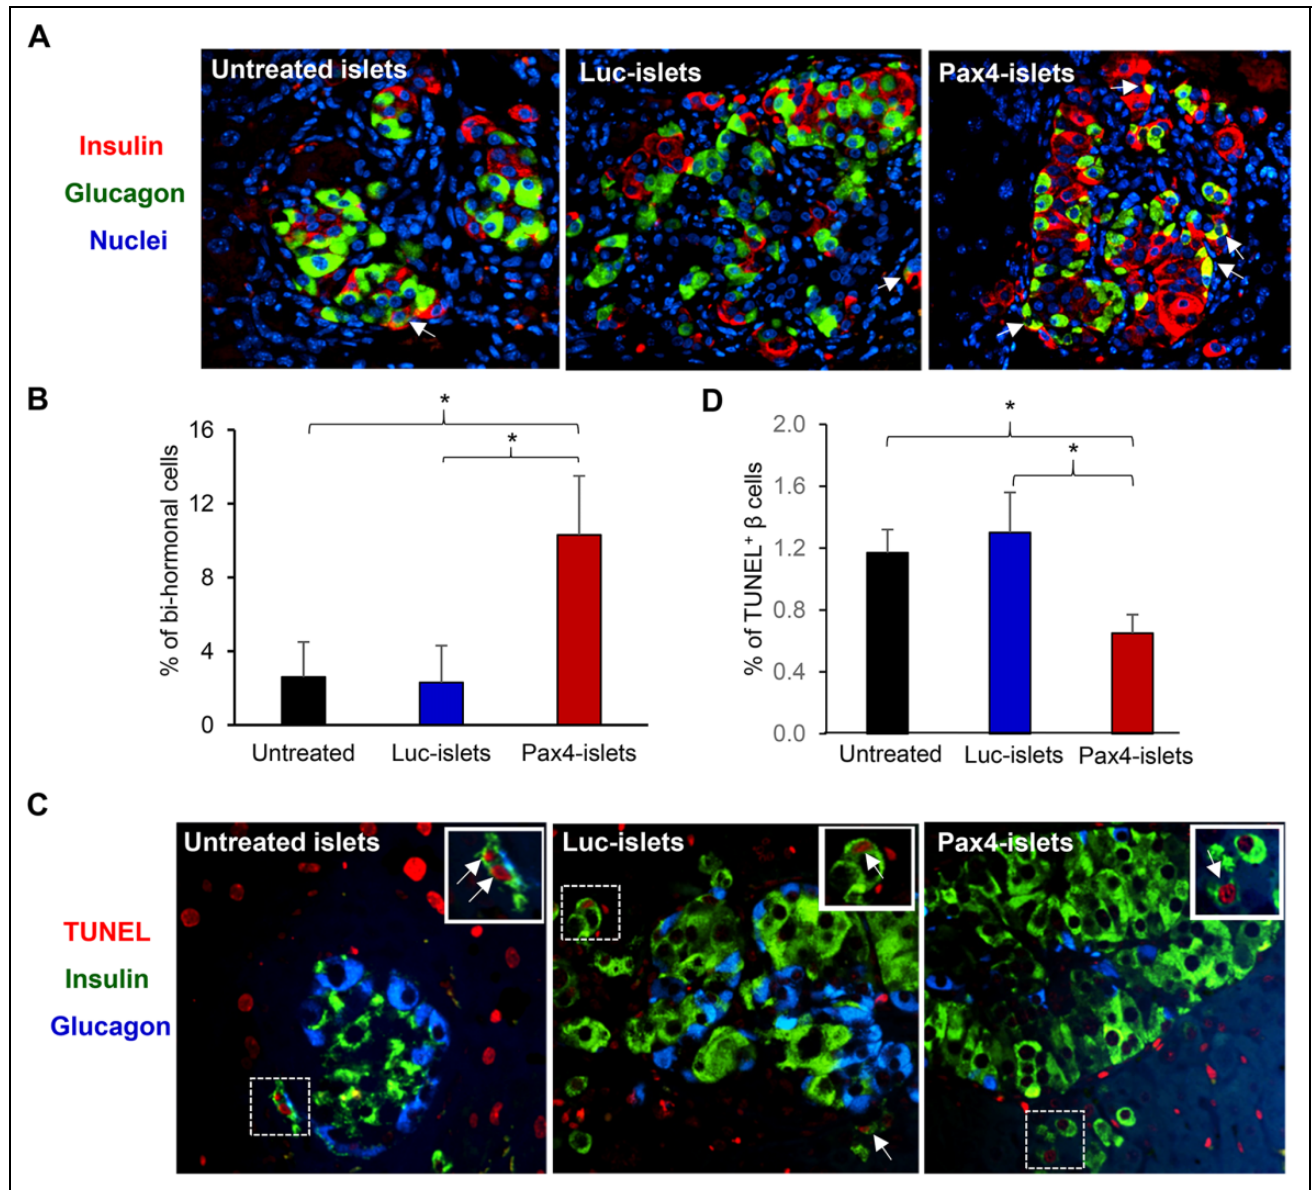 A
Untreated islets
Luc-islets
Pax4-islets
Insulin
Glucagon
Nuclei
B
% of bi-hormonal cells
16
12
8
4
0
*
*
Untreated
Luc-islets
Pax4-islets
D
% of TUNEL⁺ β cells
2.0
1.6
1.2
0.8
0.4
0.0
*
*
Untreated
Luc-islets
Pax4-islets
C
Untreated islets
Luc-islets
Pax4-islets
TUNEL
Insulin
Glucagon